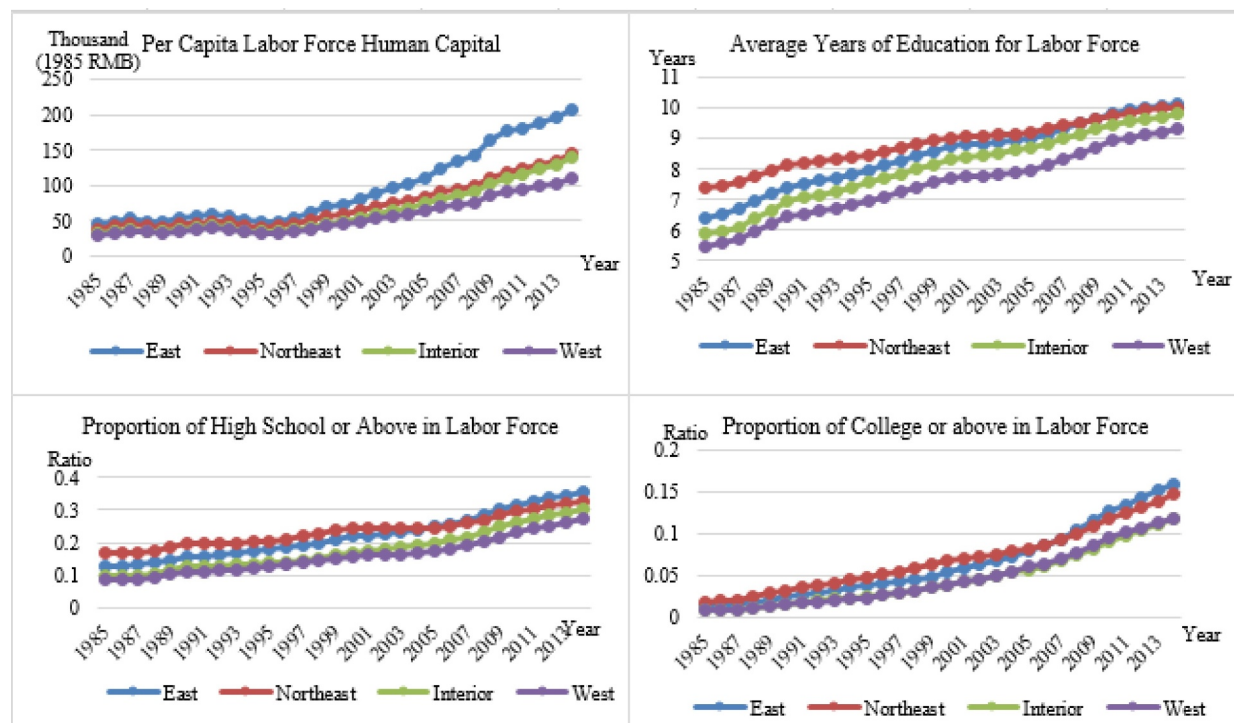 Thousand
(1985 RMB)
Per Capita Labor Force Human Capital
250
200
150
100
50
0
1985
1987
1989
1991
1993
1995
1997
1999
2001
2003
2005
2007
2009
2011
2013
Year
East
Northeast
Interior
West
Average Years of Education for Labor Force
Years
11
10
9
8
7
6
5
1985
1987
1989
1991
1993
1995
1997
1999
2001
2003
2005
2007
2009
2011
2013
Year
East
Northeast
Interior
West
Proportion of High School or Above in Labor Force
Ratio
0.4
0.3
0.2
0.1
0
1985
1987
1989
1991
1993
1995
1997
1999
2001
2003
2005
2007
2009
2011
2013
Year
East
Northeast
Interior
West
Proportion of College or above in Labor Force
Ratio
0.2
0.15
0.1
0.05
0
1985
1987
1989
1991
1993
1995
1997
1999
2001
2003
2005
2007
2009
2011
2013
Year
East
Northeast
Interior
West